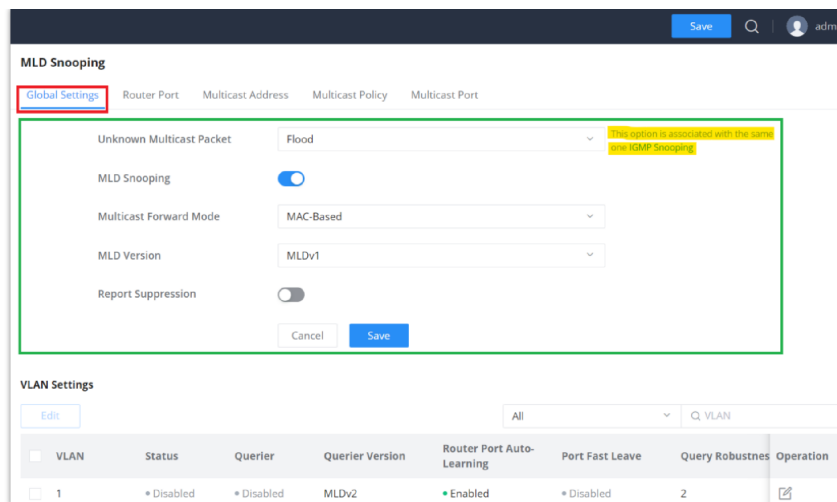 Save adm
MLD Snooping
Global Settings Router Port Multicast Address Multicast Policy Multicast Port
Unknown Multicast Packet Flood This option is associated with the same
one IGMP Snooping
MLD Snooping
Multicast Forward Mode MAC-Based
MLD Version MLDv1
Report Suppression
Cancel Save
VLAN Settings
Edit All VLAN
VLAN Status Querier Querier Version Router Port Auto-
Learning Port Fast Leave Query Robustnes Operation
1 Disabled Disabled MLDv2 Enabled Disabled 2